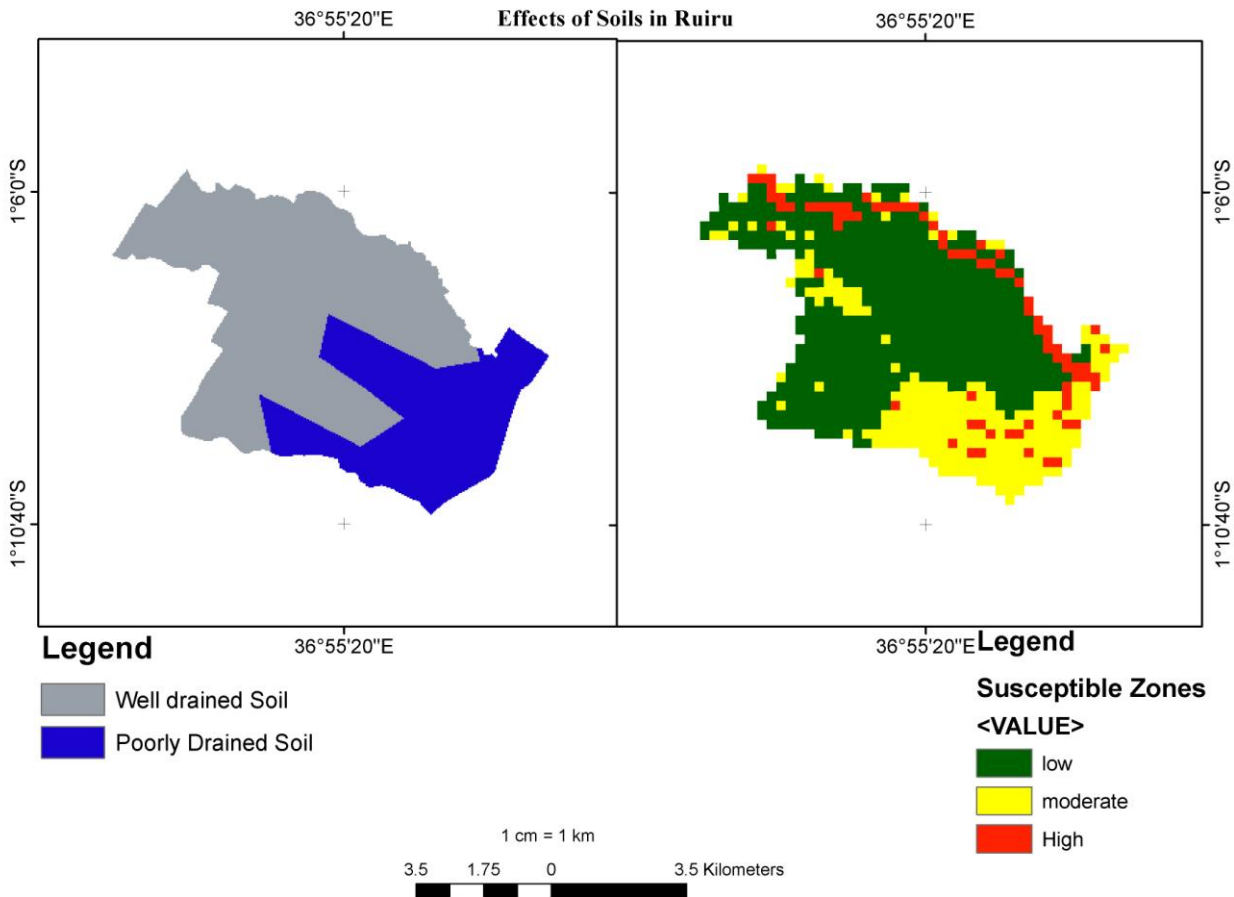 Effects of Soils in Ruiru
36°55'20"E
36°55'20"E
1°6'0"S
1°6'0"S
1°10'40"S
1°10'40"S
36°55'20"E
36°55'20"E
Legend
Well drained Soil
Poorly Drained Soil
Legend
Susceptible Zones
<VALUE>
low
moderate
High
1 cm = 1 km
3.5 1.75 0 3.5 Kilometers